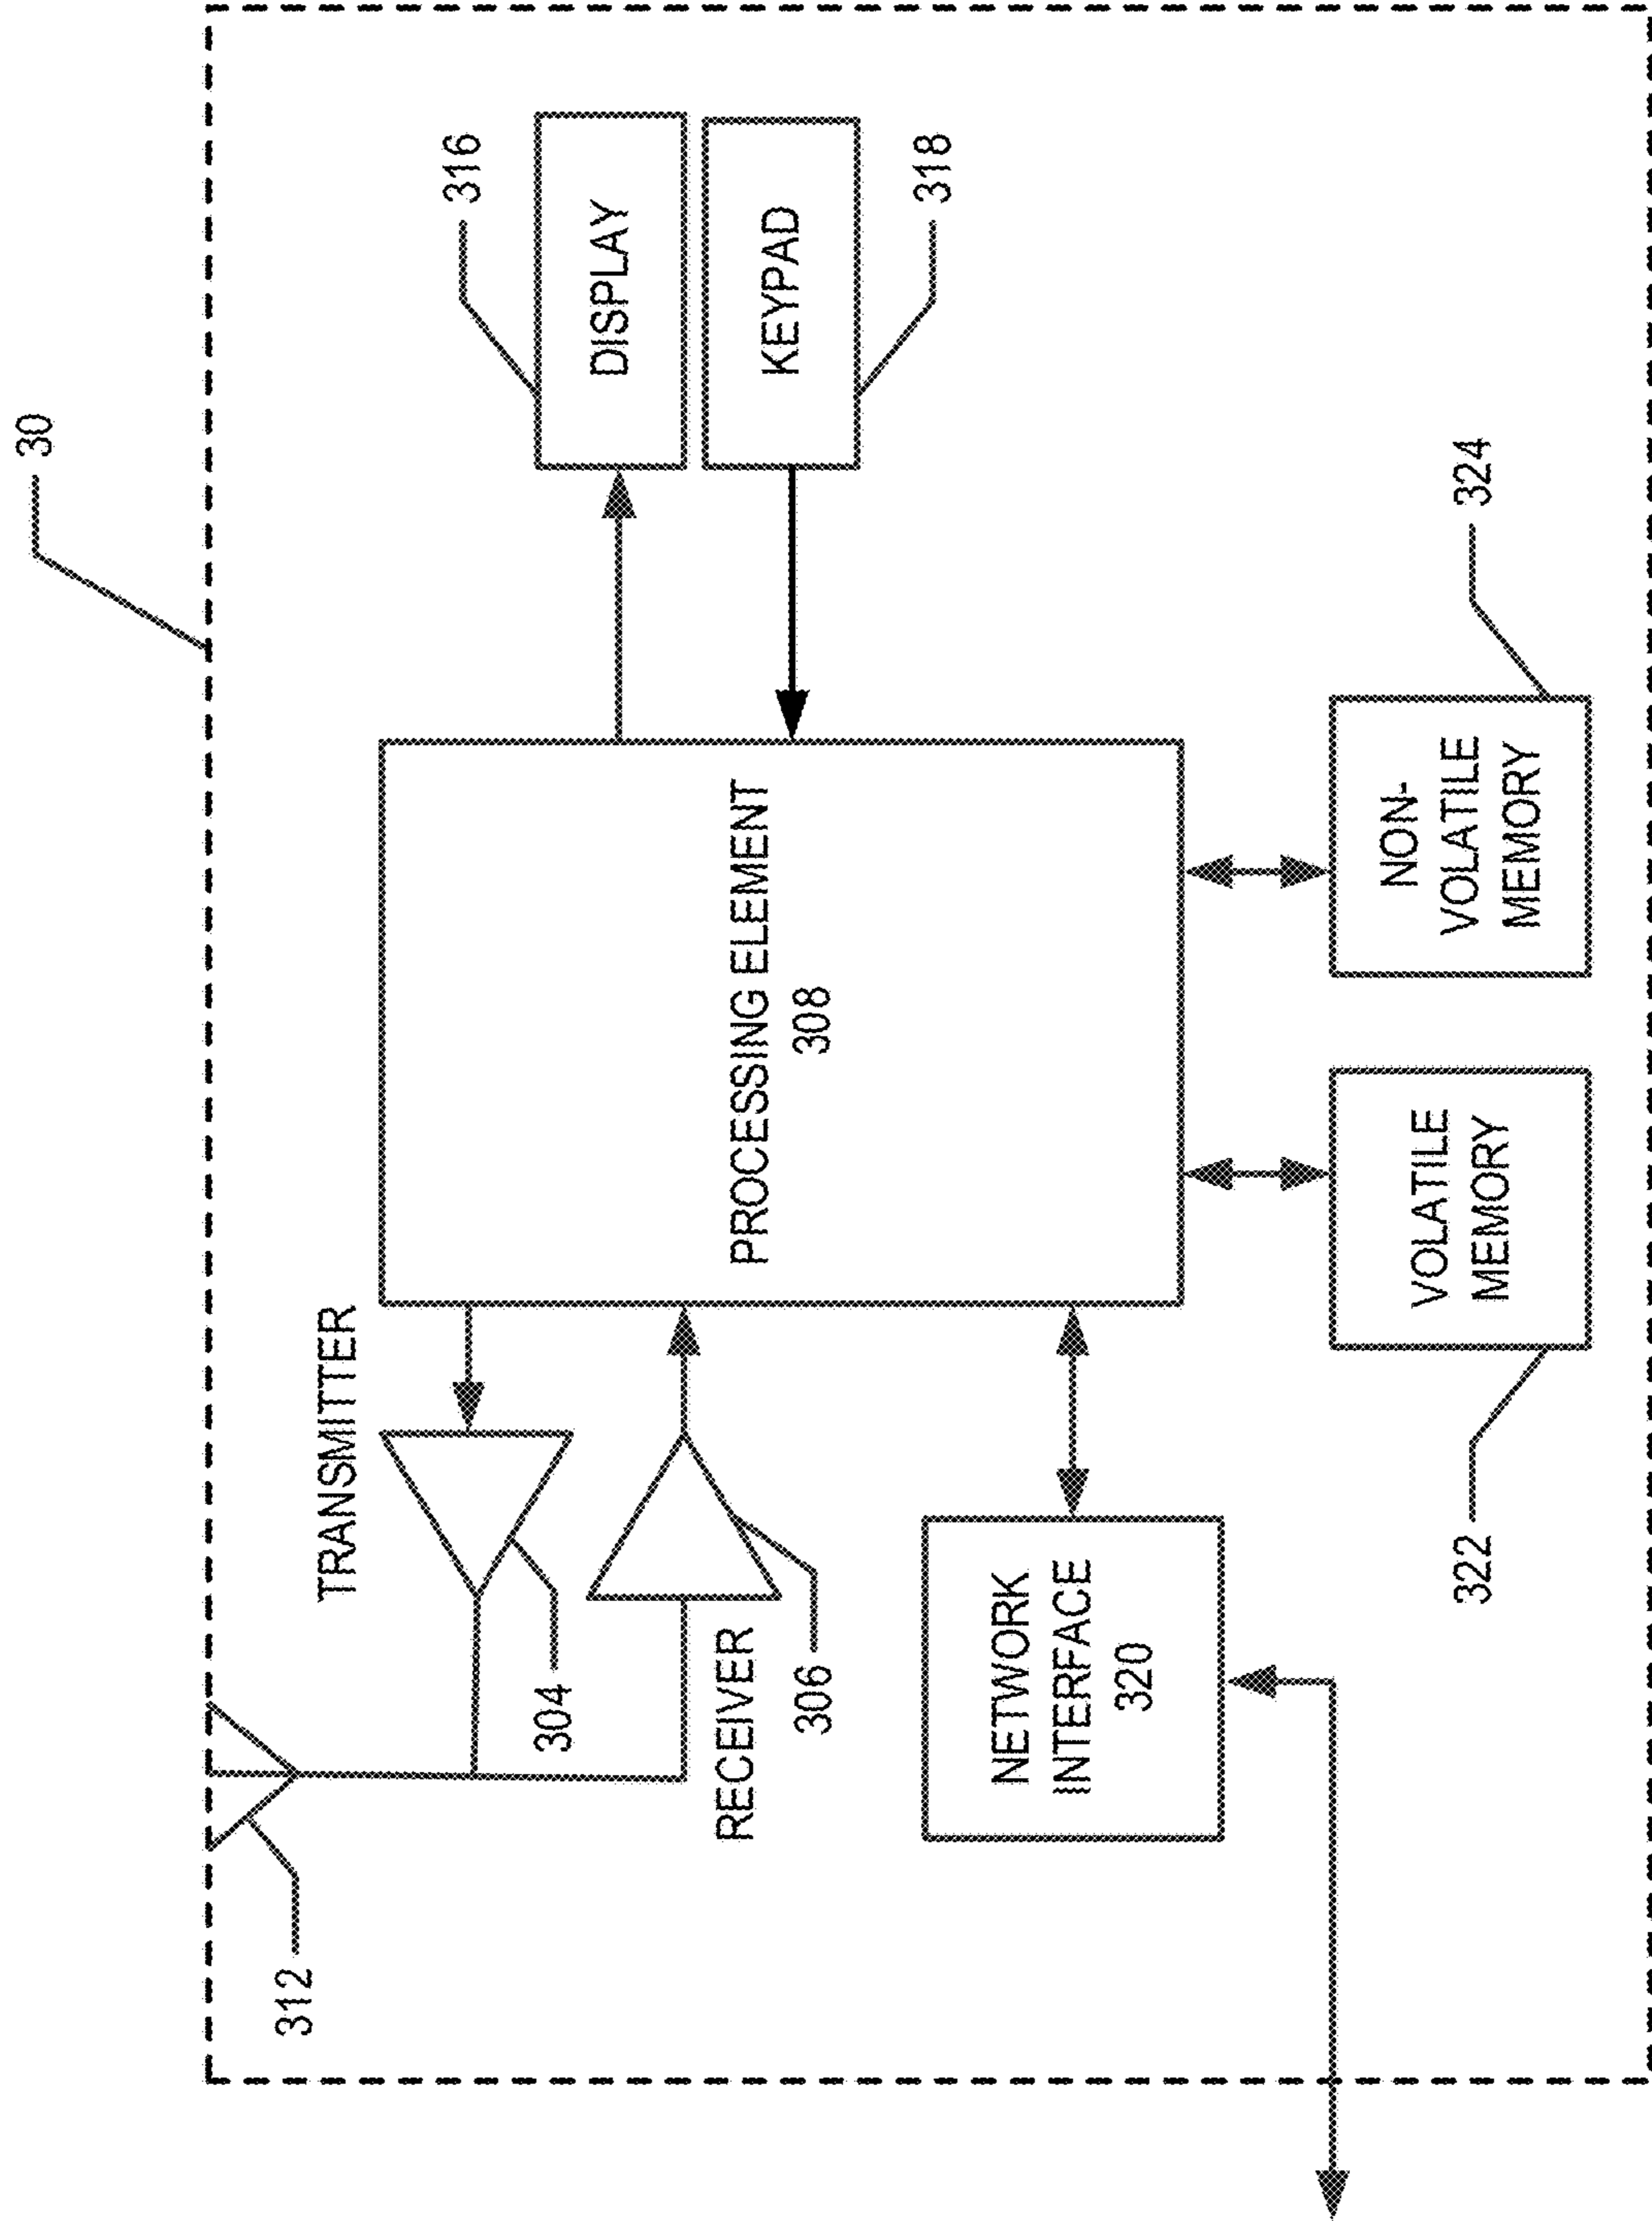 30
312
TRANSMITTER
304
RECEIVER
306
PROCESSING ELEMENT
308
316
DISPLAY
KEYPAD
318
NETWORK
INTERFACE
320
322
VOLATILE
MEMORY
NON-
VOLATILE
MEMORY
324